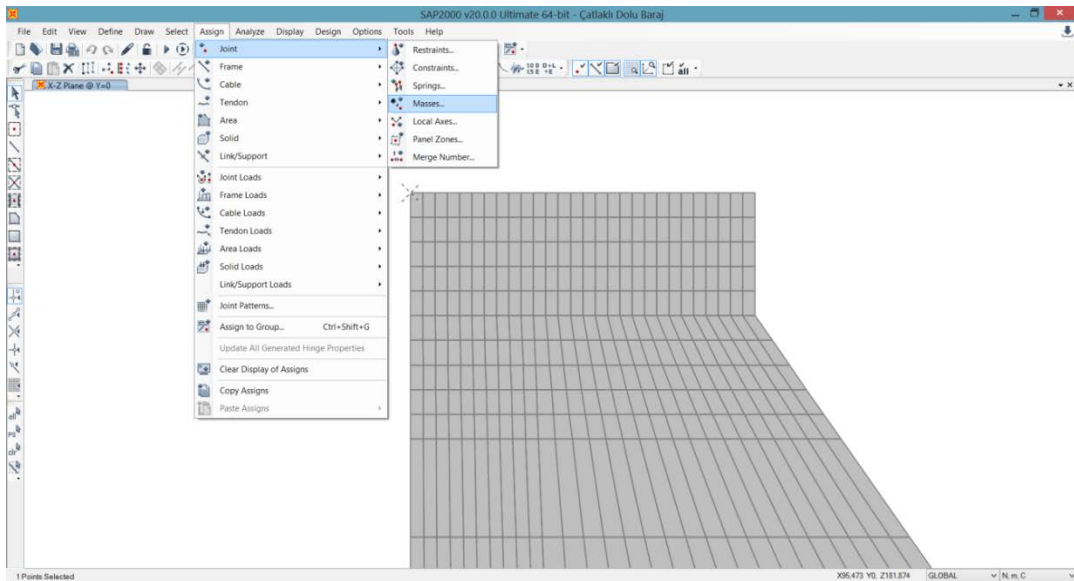 SAP2000 v20.0.0 Ultimate 64-bit - Çatlaklı Dolu Baraj
File Edit View Define Draw Select Assign Analyze Display Design Options Tools Help
X-Z Plane @ Y=0
Joint
Frame
Cable
Tendon
Area
Solid
Link/Support
Joint Loads
Frame Loads
Cable Loads
Tendon Loads
Area Loads
Solid Loads
Link/Support Loads
Joint Patterns...
Assign to Group... Ctrl+Shift+G
Update All Generated Hinge Properties
Clear Display of Assigns
Copy Assigns
Paste Assigns
Restraints...
Constraints...
Springs...
Masses...
Local Axes...
Panel Zones...
Merge Number...
all
all
PS
clr
1 Points Selected
X95.473 Y0, Z181.874 GLOBAL N, m, C